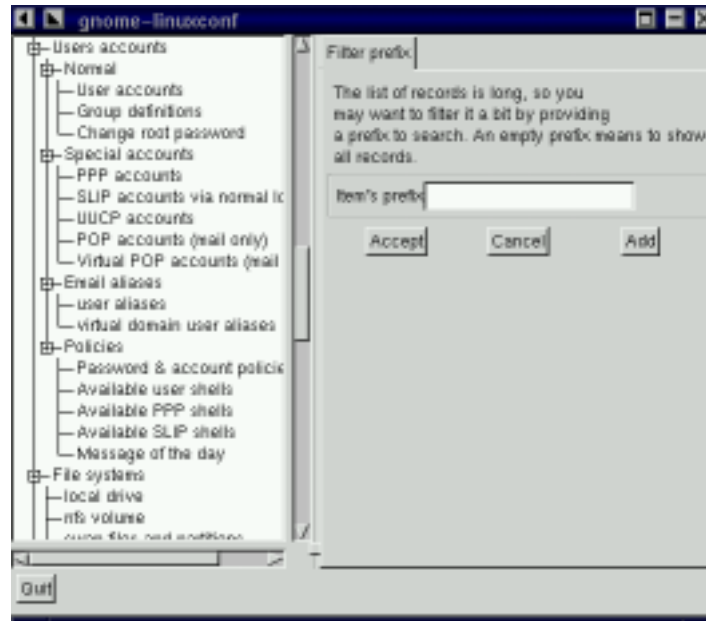 gnome-linuxconf
Users accounts
Normal
User accounts
Group definitions
Change root password
Special accounts
PPP accounts
SLIP accounts via normal lc
UUCP accounts
POP accounts (mail only)
Virtual POP accounts (mail
Email aliases
user aliases
virtual domain user aliases
Policies
Password & account policie
Available user shells
Available PPP shells
Available SLIP shells
Message of the day
File systems
local drive
nfs volume
swap files and partitions
Quit
Filter prefix
The list of records is long, so you
may want to filter it a bit by providing
a prefix to search. An empty prefix means to show
all records.
Item's prefix
Accept Cancel Add